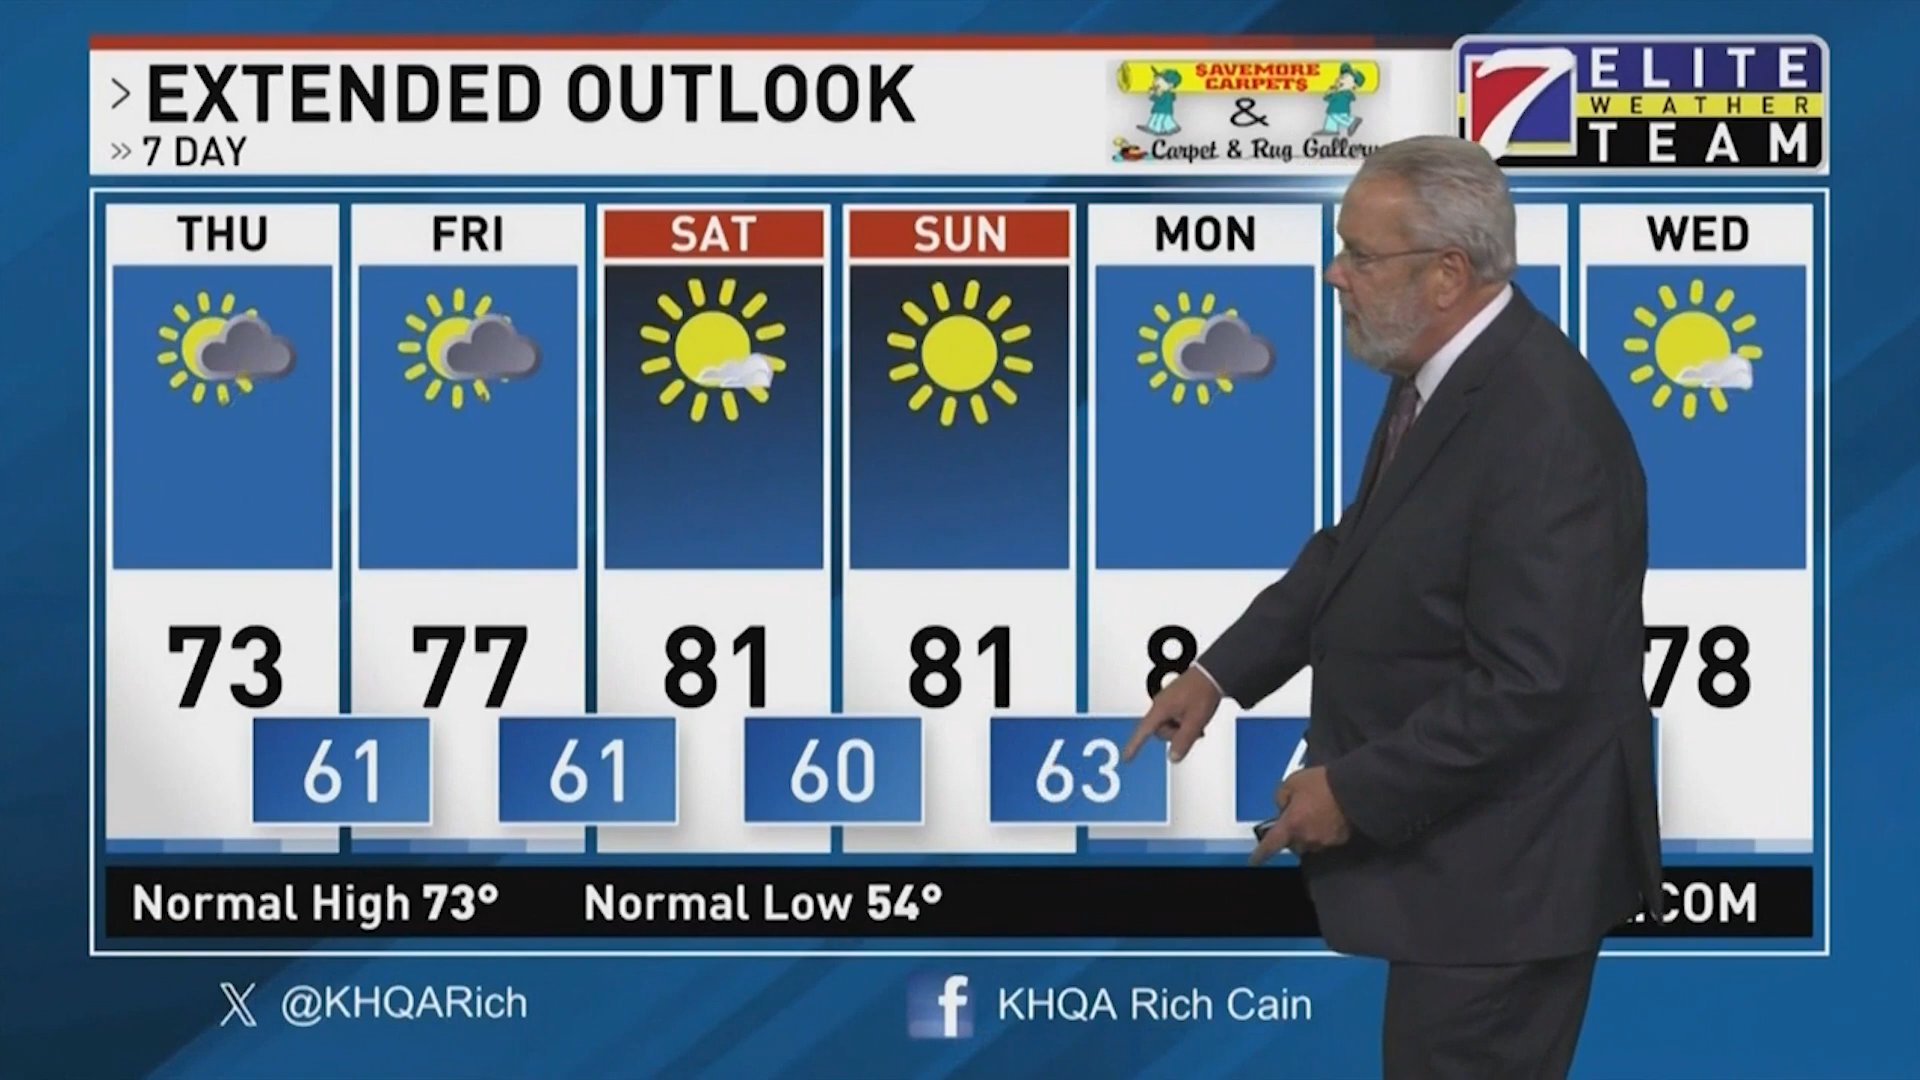 > EXTENDED OUTLOOK
» 7 DAY
SAVEMORE
CARPETS
&
Carpet & Rug Gallery
7 ELITE
WEATHER
TEAM
THU FRI SAT SUN MON WED
73 77 81 81 78
61 61 60 63
Normal High 73° Normal Low 54° .COM
X @KHQARich f KHQA Rich Cain